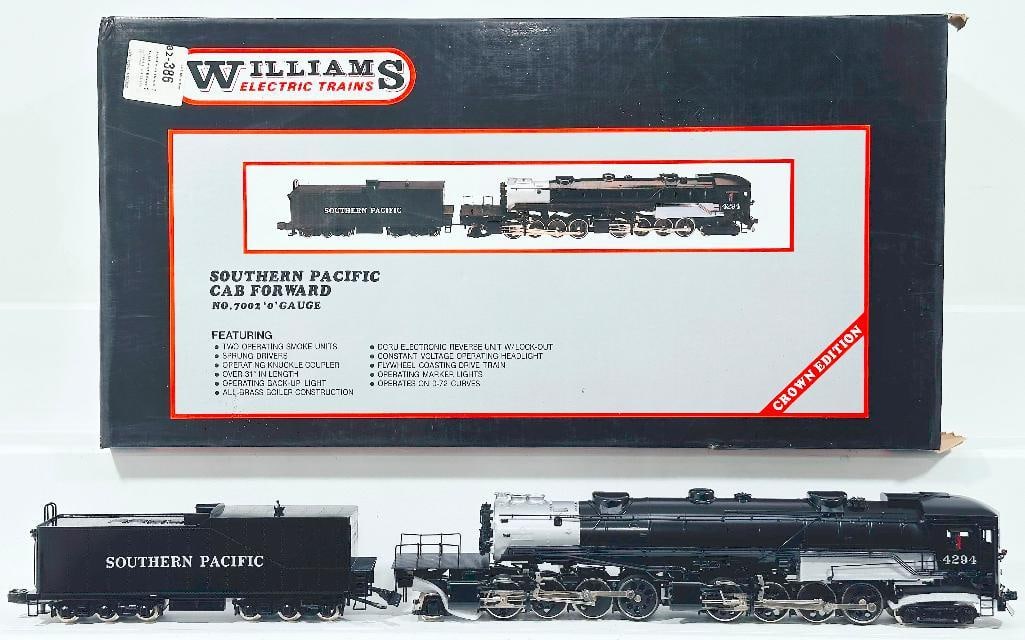 82-386
WILLIAMS
ELECTRIC TRAINS
SOUTHERN PACIFIC
4294
SOUTHERN PACIFIC
CAB FORWARD
NO. 7002 'O' GAUGE
FEATURING
● TWO OPERATING SMOKE UNITS
● SPRUNG DRIVERS
● OPERATING KNUCKLE COUPLER
● OVER 31" IN LENGTH
● OPERATING BACK-UP LIGHT
● ALL-BRASS BOILER CONSTRUCTION
● DCRU ELECTRONIC REVERSE UNIT W/LOCK-OUT
● CONSTANT VOLTAGE OPERATING HEADLIGHT
● FLYWHEEL COASTING DRIVE TRAIN
● OPERATING MARKER LIGHTS
● OPERATES ON 0-72 CURVES
CROWN EDITION
SOUTHERN PACIFIC
4294